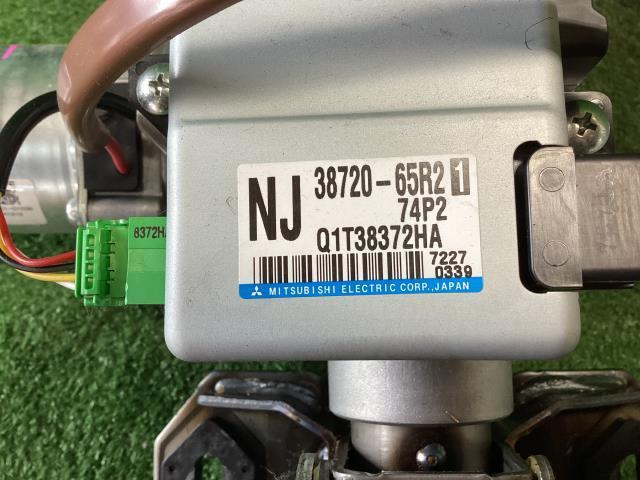 NJ 38720-65R2 1
74P2
Q1T38372HA
7227
0339
MITSUBISHI ELECTRIC CORP.,JAPAN
8372HA